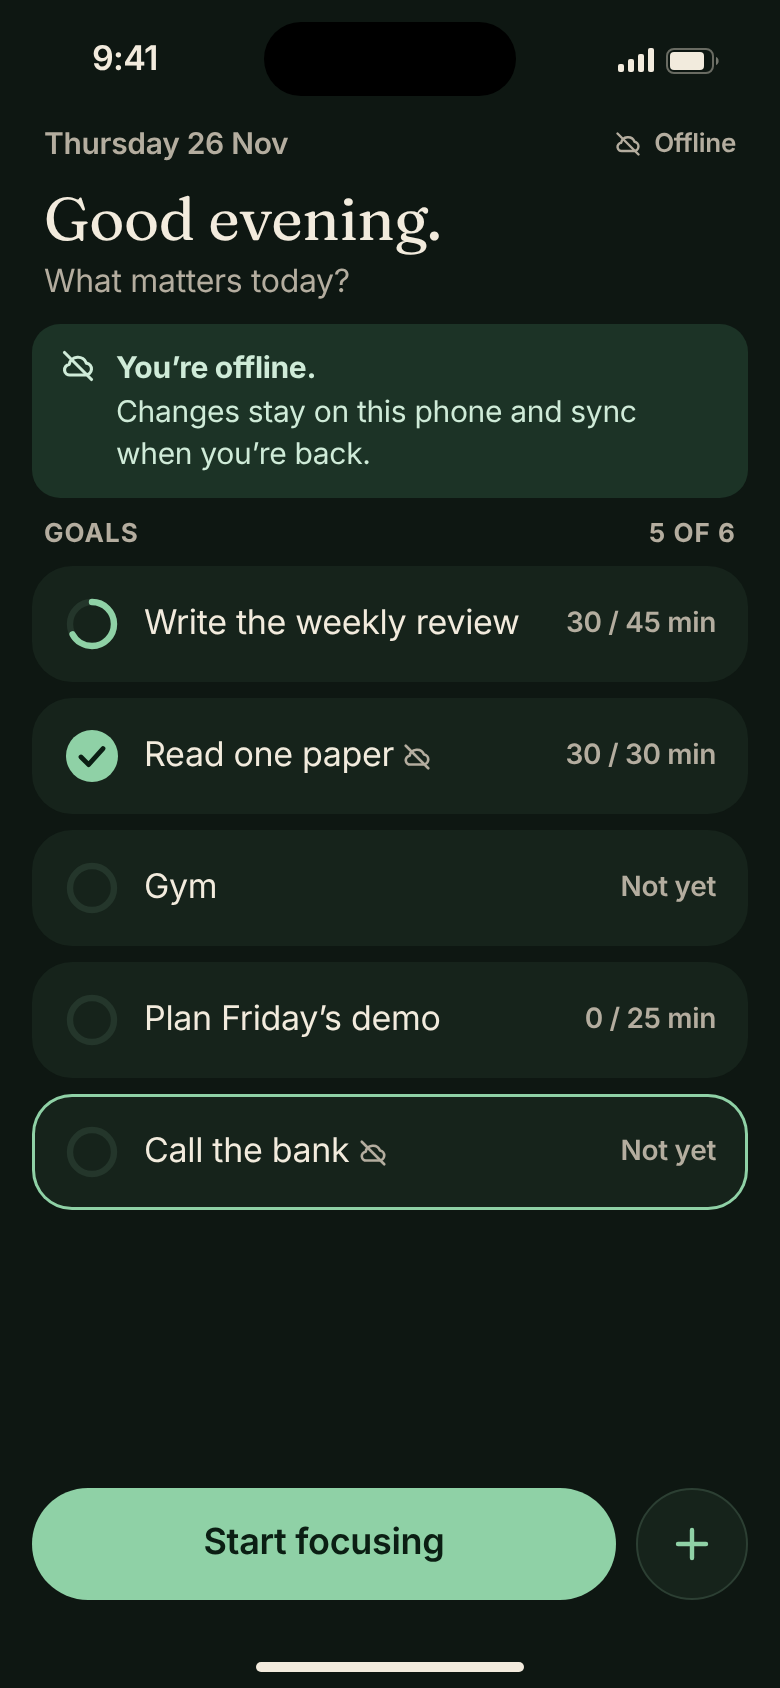 9:41
Thursday 26 Nov
Offline
Good evening.
What matters today?
You’re offline.
Changes stay on this phone and sync
when you’re back.
GOALS
5 OF 6
Write the weekly review
30 / 45 min
Read one paper
30 / 30 min
Gym
Not yet
Plan Friday’s demo
0 / 25 min
Call the bank
Not yet
Start focusing